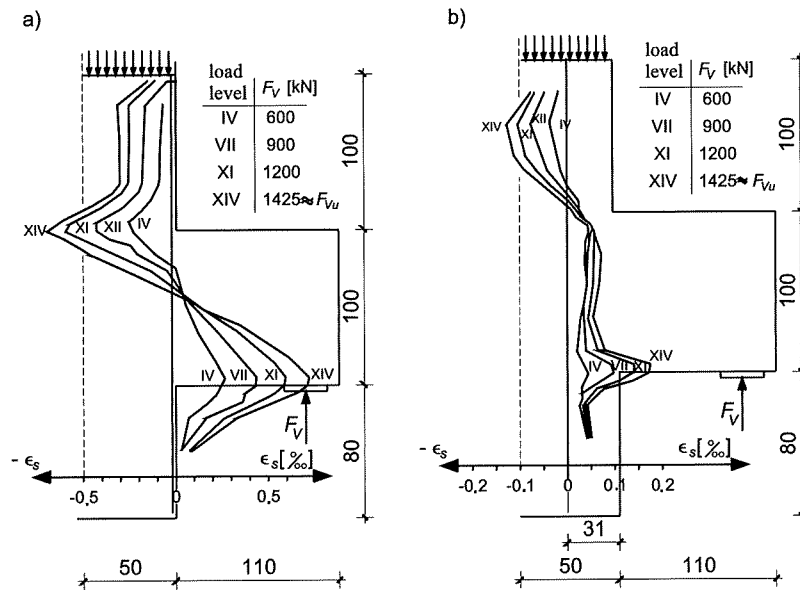 a)
load
level F_V [kN]
IV 600
VII 900
XI 1200
XIV 1425≈F_Vu
XIV XI XII IV
IV VII XI XIV
F_V
- ϵ_s ϵ_s[‰]
-0,5 0 0,5
50 110
100
100
80
b)
load
level F_V [kN]
IV 600
VII 900
XI 1200
XIV 1425≈F_Vu
XIV XI XII IV
IV VII XI XIV
F_V
- ϵ_s ϵ_s[‰]
-0,2 -0.1 0 0.1 0,2
31
50 110
100
100
80